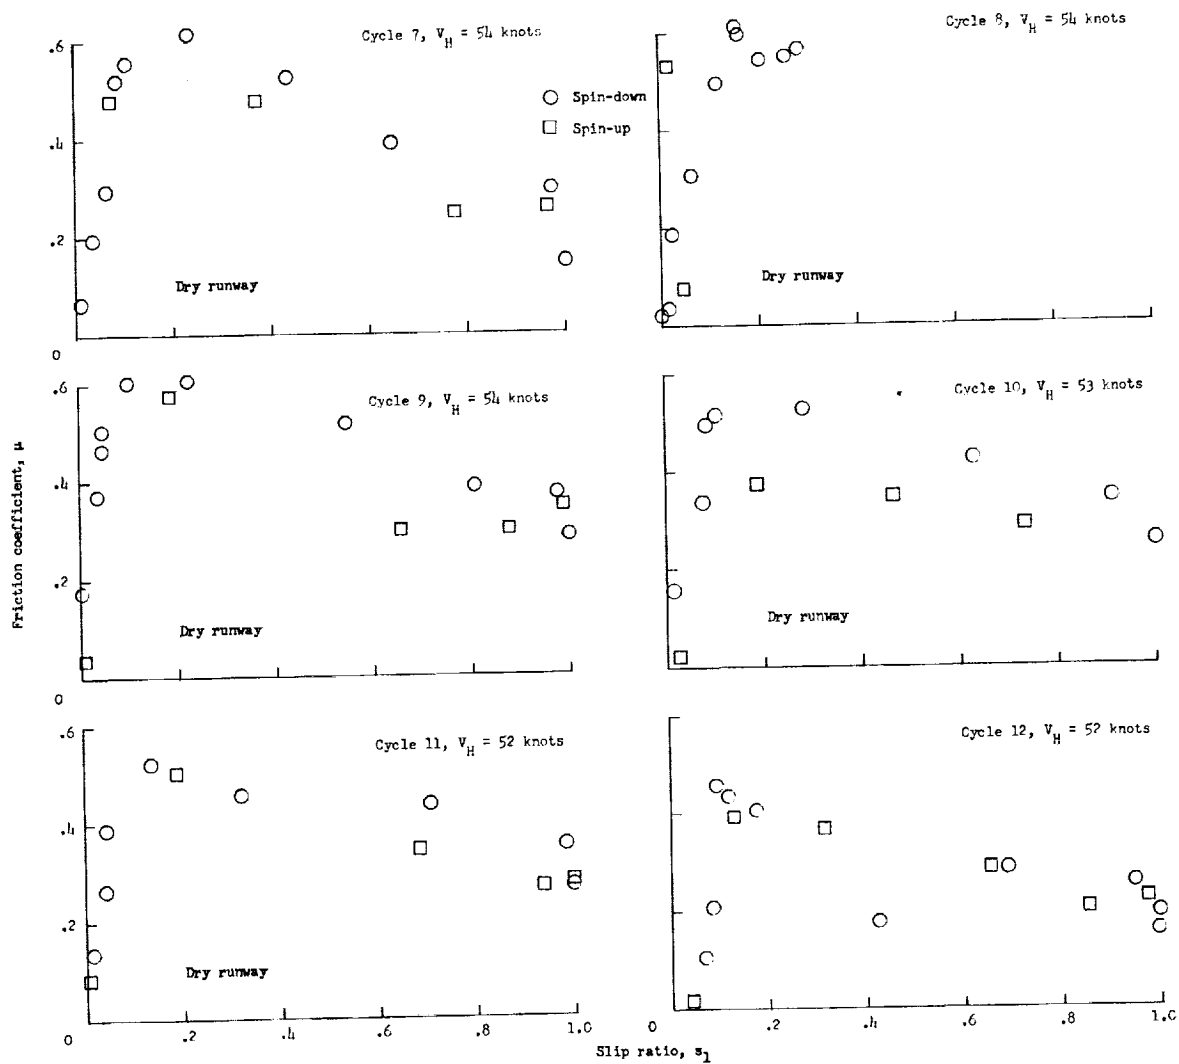 Cycle 7, V_H = 54 knots
Cycle 8, V_H = 54 knots
.6
.4
.2
0
Spin-down
Spin-up
Dry runway
Dry runway
Cycle 9, V_H = 54 knots
Cycle 10, V_H = 53 knots
.6
.4
.2
0
Dry runway
Dry runway
Friction coefficient, μ
Cycle 11, V_H = 52 knots
Cycle 12, V_H = 52 knots
.6
.4
.2
0
Dry runway
.2
.4
.6
.8
1.0
0
.2
.4
.6
.8
1.0
Slip ratio, s_1